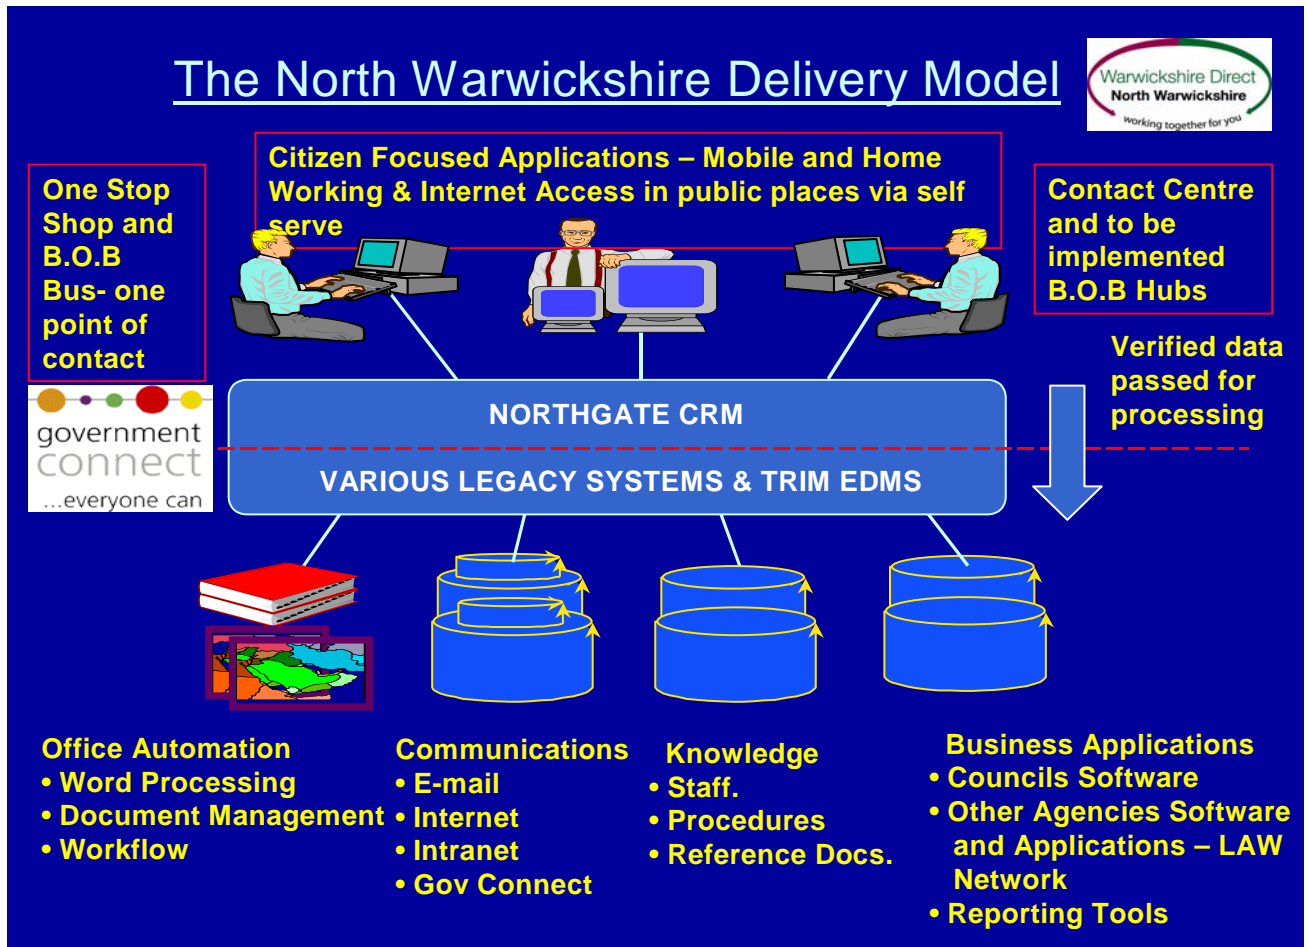 The North Warwickshire Delivery Model
Warwickshire Direct
North Warwickshire
working together for you
Citizen Focused Applications – Mobile and Home
Working & Internet Access in public places via self
serve
One Stop
Shop and
B.O.B
Bus- one
point of
contact
Contact Centre
and to be
implemented
B.O.B Hubs
Verified data
passed for
processing
government
connect
...everyone can
NORTHGATE CRM
VARIOUS LEGACY SYSTEMS & TRIM EDMS
Office Automation
• Word Processing
• Document Management
• Workflow
Communications
• E-mail
• Internet
• Intranet
• Gov Connect
Knowledge
• Staff.
• Procedures
• Reference Docs.
Business Applications
• Councils Software
• Other Agencies Software
and Applications – LAW
Network
• Reporting Tools